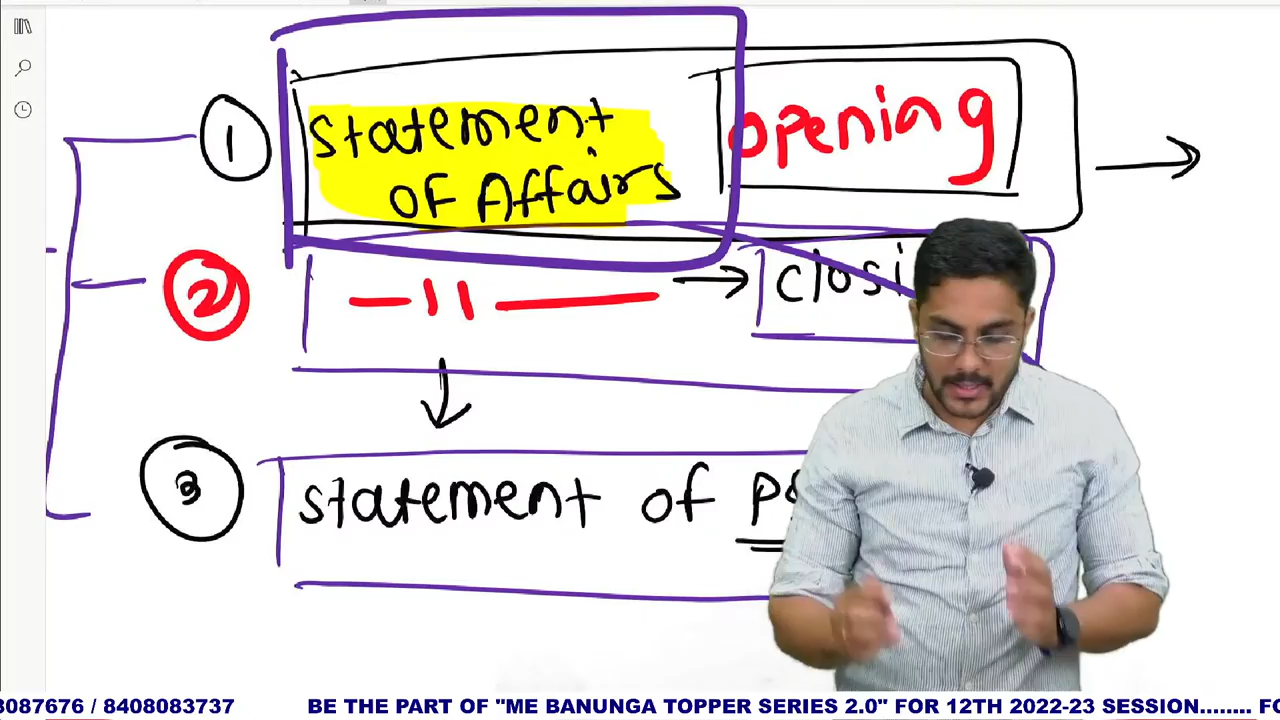 1 statement opening
OF Affairs
2 — 11 — → closi
3 statement of P&
8087676 / 8408083737 BE THE PART OF "ME BANUNGA TOPPER SERIES 2.0" FOR 12TH 2022-23 SESSION........ FO